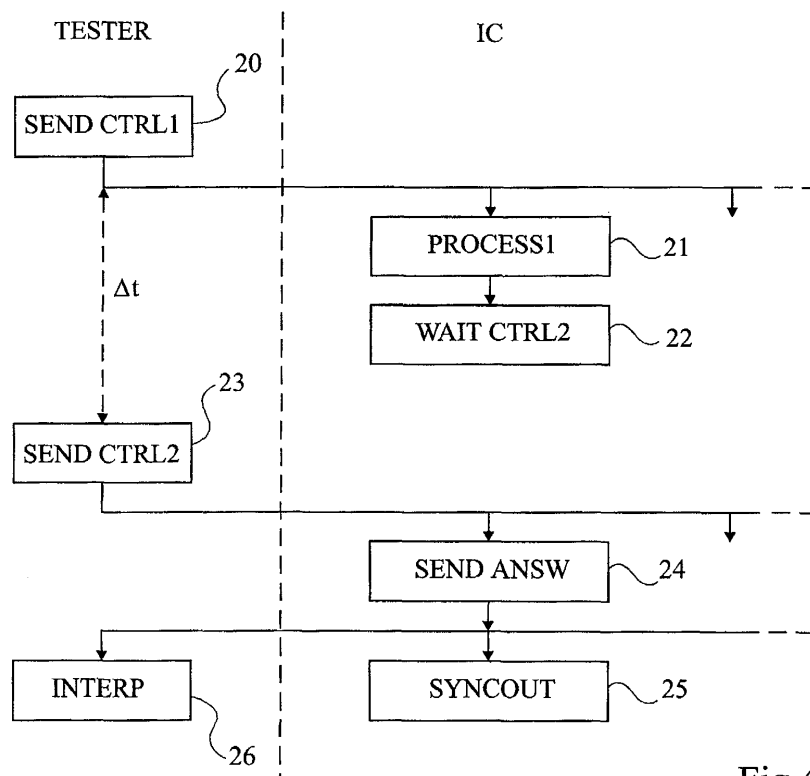 TESTER
IC
20
SEND CTRL1
PROCESS1
21
Δt
WAIT CTRL2
22
23
SEND CTRL2
SEND ANSW
24
INTERP
SYNCOUT
25
26